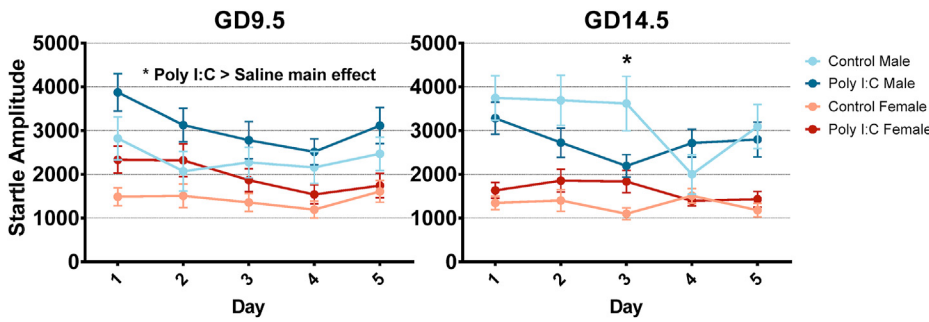 GD9.5
GD14.5
Startle Amplitude
5000
4000
3000
2000
1000
0
* Poly I:C > Saline main effect
1
2
3
4
5
Day
5000
4000
3000
2000
1000
0
*
1
2
3
4
5
Day
Control Male
Poly I:C Male
Control Female
Poly I:C Female